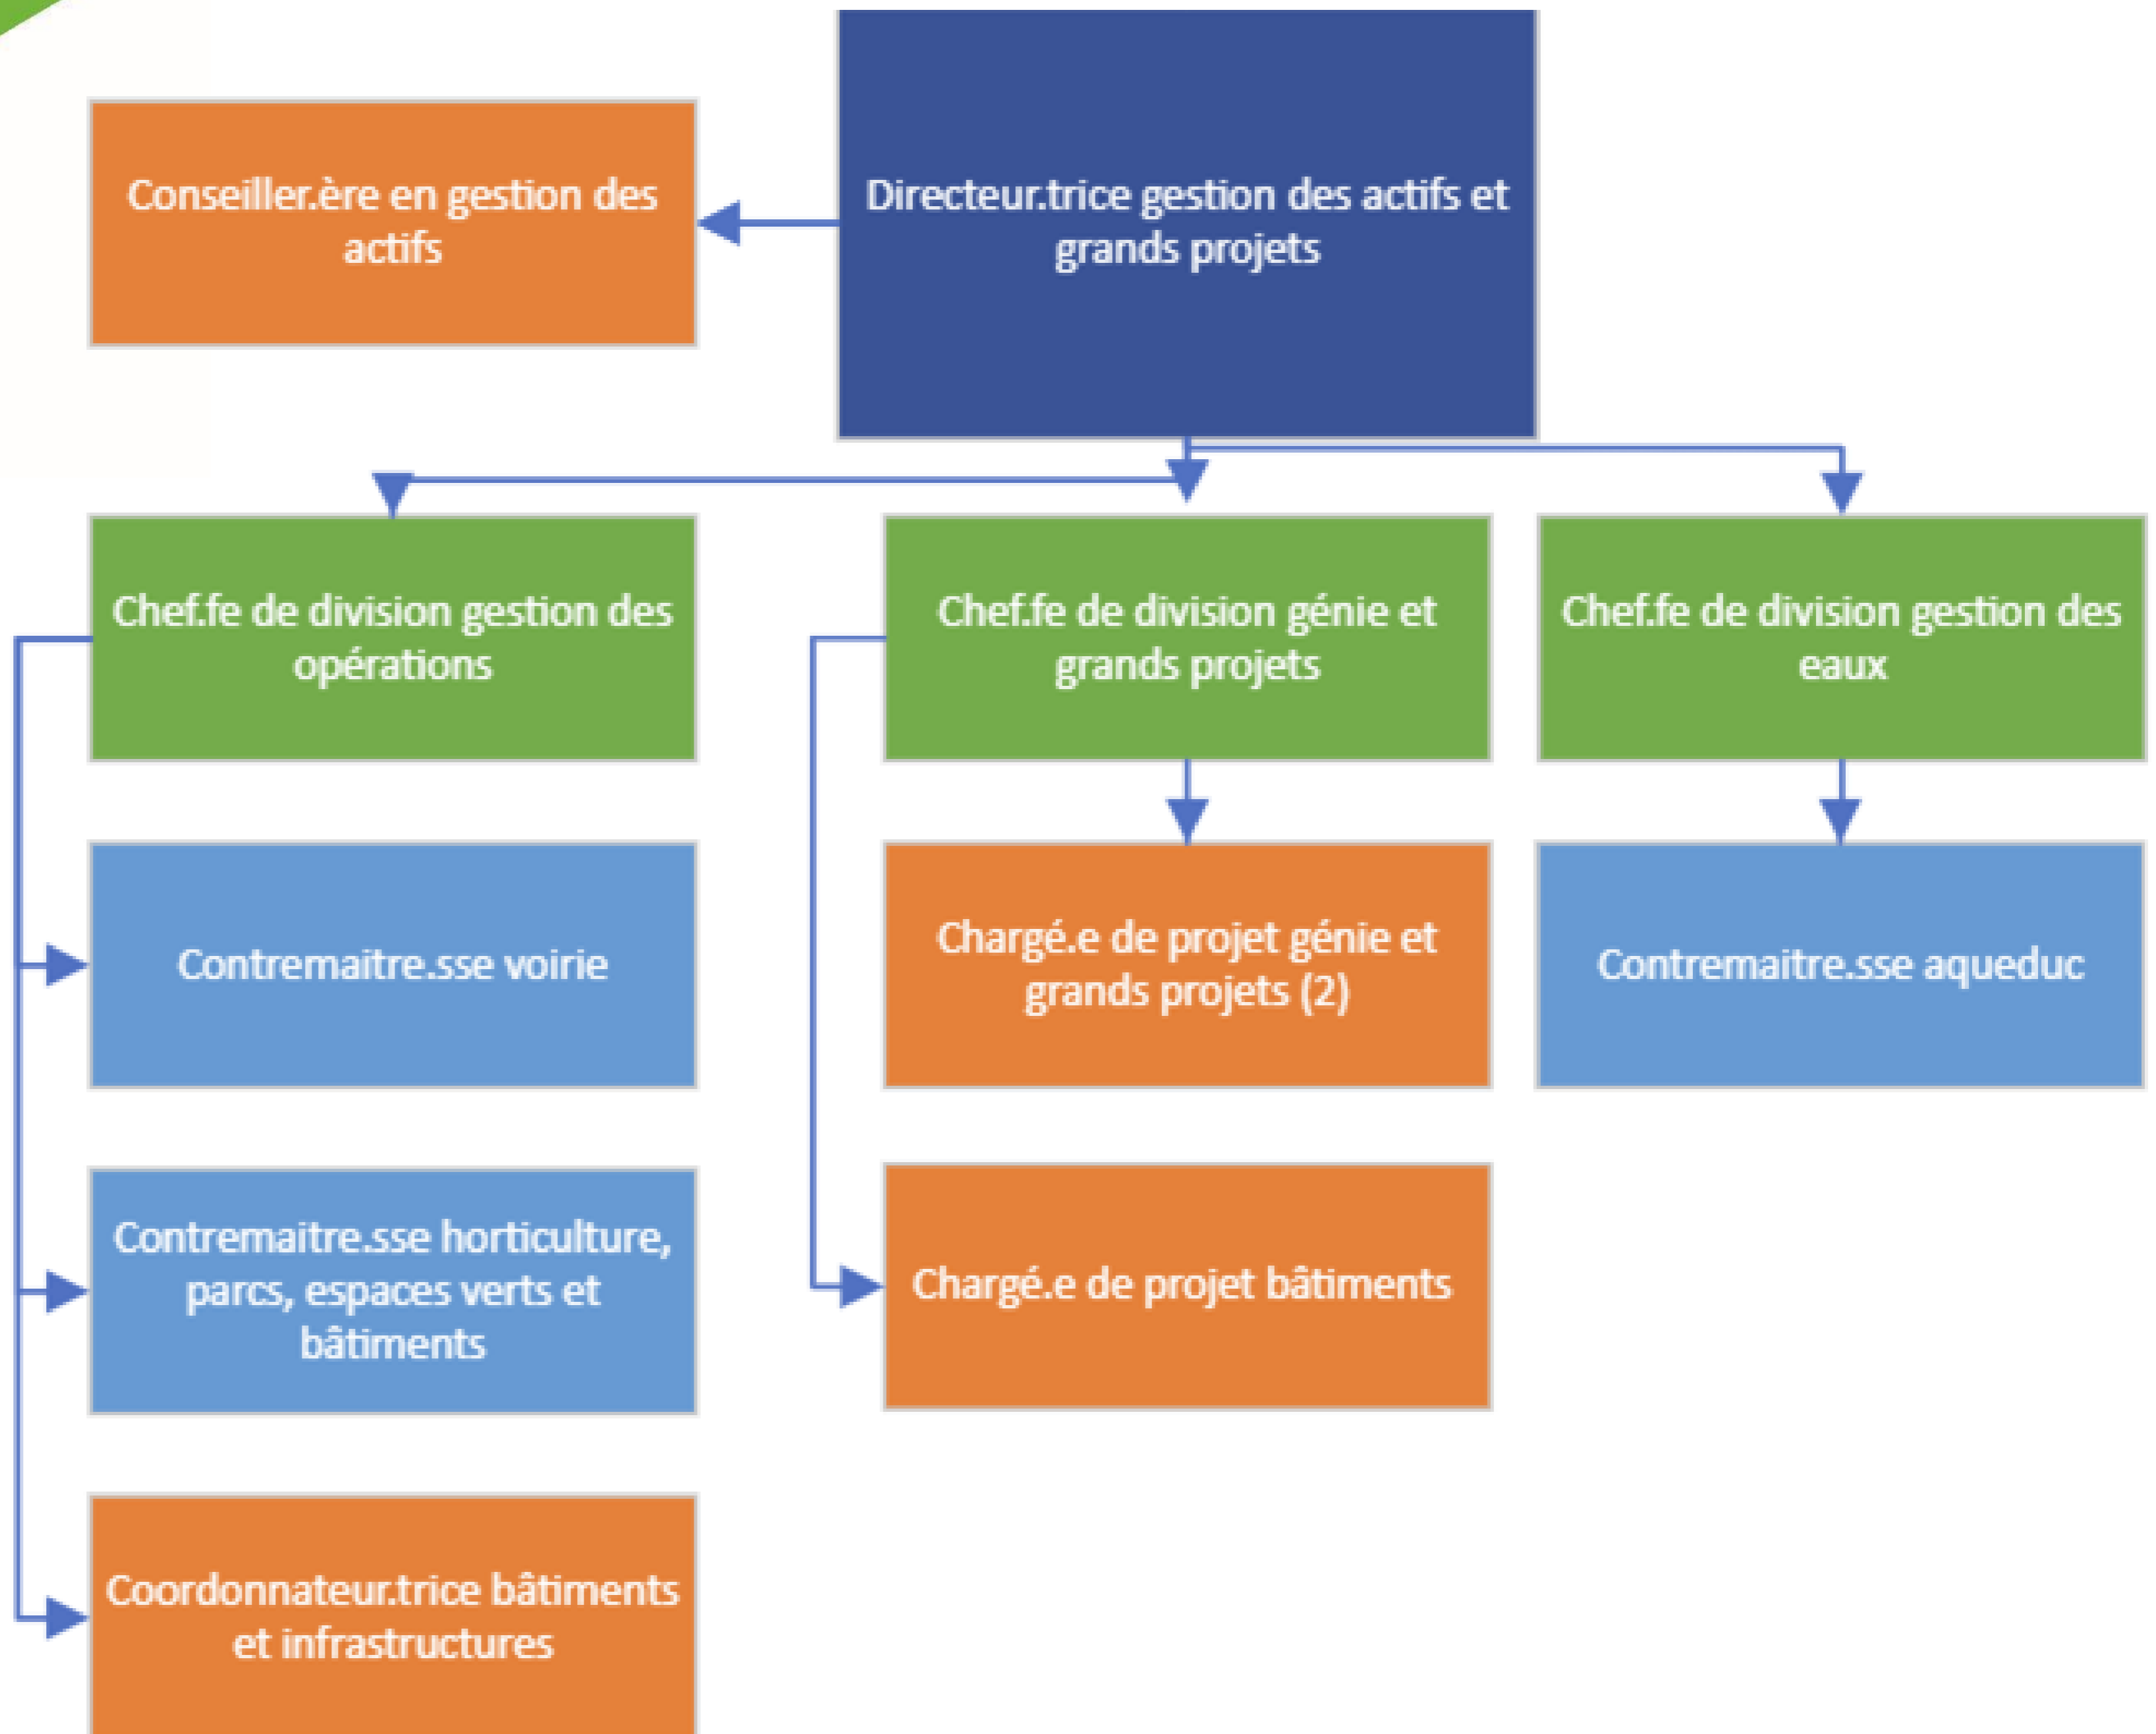 Conseiller.ère en gestion des
actifs
Directeur.trice gestion des actifs et
grands projets
Chef.fe de division gestion des
opérations
Chef.fe de division génie et
grands projets
Chef.fe de division gestion des
eaux
Contremaitre.sse voirie
Chargé.e de projet génie et
grands projets (2)
Contremaitre.sse aqueduc
Contremaitre.sse horticulture,
parcs, espaces verts et
bâtiments
Chargé.e de projet bâtiments
Coordonnateur.trice bâtiments
et infrastructures